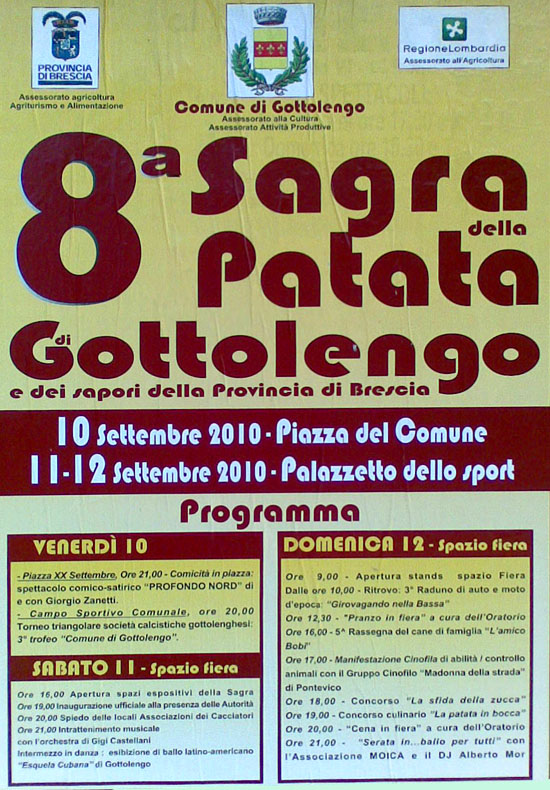 PROVINCIA
DI BRESCIA
Assessorato agricoltura
Agriturismo e Alimentazione
Comune di Gottolengo
Assessorato alla Cultura
Assessorato Attività Produttive
RegioneLombardia
Assessorato all'Agricoltura
8ª Sagra
della
Patata
di
Gottolengo
e dei sapori della Provincia di Brescia
10 Settembre 2010 - Piazza del Comune
11-12 Settembre 2010 - Palazzetto dello sport
Programma
VENERDÌ 10
- Piazza XX Settembre, Ore 21,00 - Comicità in piazza:
spettacolo comico-satirico "PROFONDO NORD" di
e con Giorgio Zanetti.
- Campo Sportivo Comunale, ore 20,00
Torneo triangolare società calcistiche gottolenghesi:
3° trofeo "Comune di Gottolengo".
SABATO 11 - Spazio fiera
Ore 16,00 Apertura spazi espositivi della Sagra
Ore 19,00 Inaugurazione ufficiale alla presenza delle Autorità
Ore 20,00 Spiedo delle locali Associazioni dei Cacciatori
Ore 21,00 Intrattenimento musicale
con l'orchestra di Gigi Castellani
Intermezzo in danza : esibizione di ballo latino-americano
"Esquela Cubana" di Gottolengo
DOMENICA 12 - Spazio fiera
Ore 9,00 - Apertura stands spazio Fiera
Dalle ore 10,00 - Ritrovo: 3° Raduno di auto e moto
d'epoca: "Girovagando nella Bassa"
Ore 12,30 - "Pranzo in fiera" a cura dell'Oratorio
Ore 16,00 - 5^ Rassegna del cane di famiglia "L'amico
Bobi"
Ore 17,00 - Manifestazione Cinofila di abilità / controllo
animali con il Gruppo Cinofilo "Madonna della strada"
di Pontevico
Ore 18,00 - Concorso "La sfida della zucca"
Ore 19,00 - Concorso culinario "La patata in bocca"
Ore 20,00 - "Cena in fiera" a cura dell'Oratorio
Ore 21,00 - "Serata in...ballo per tutti" con
l'Associazione MOICA e il DJ Alberto Mor